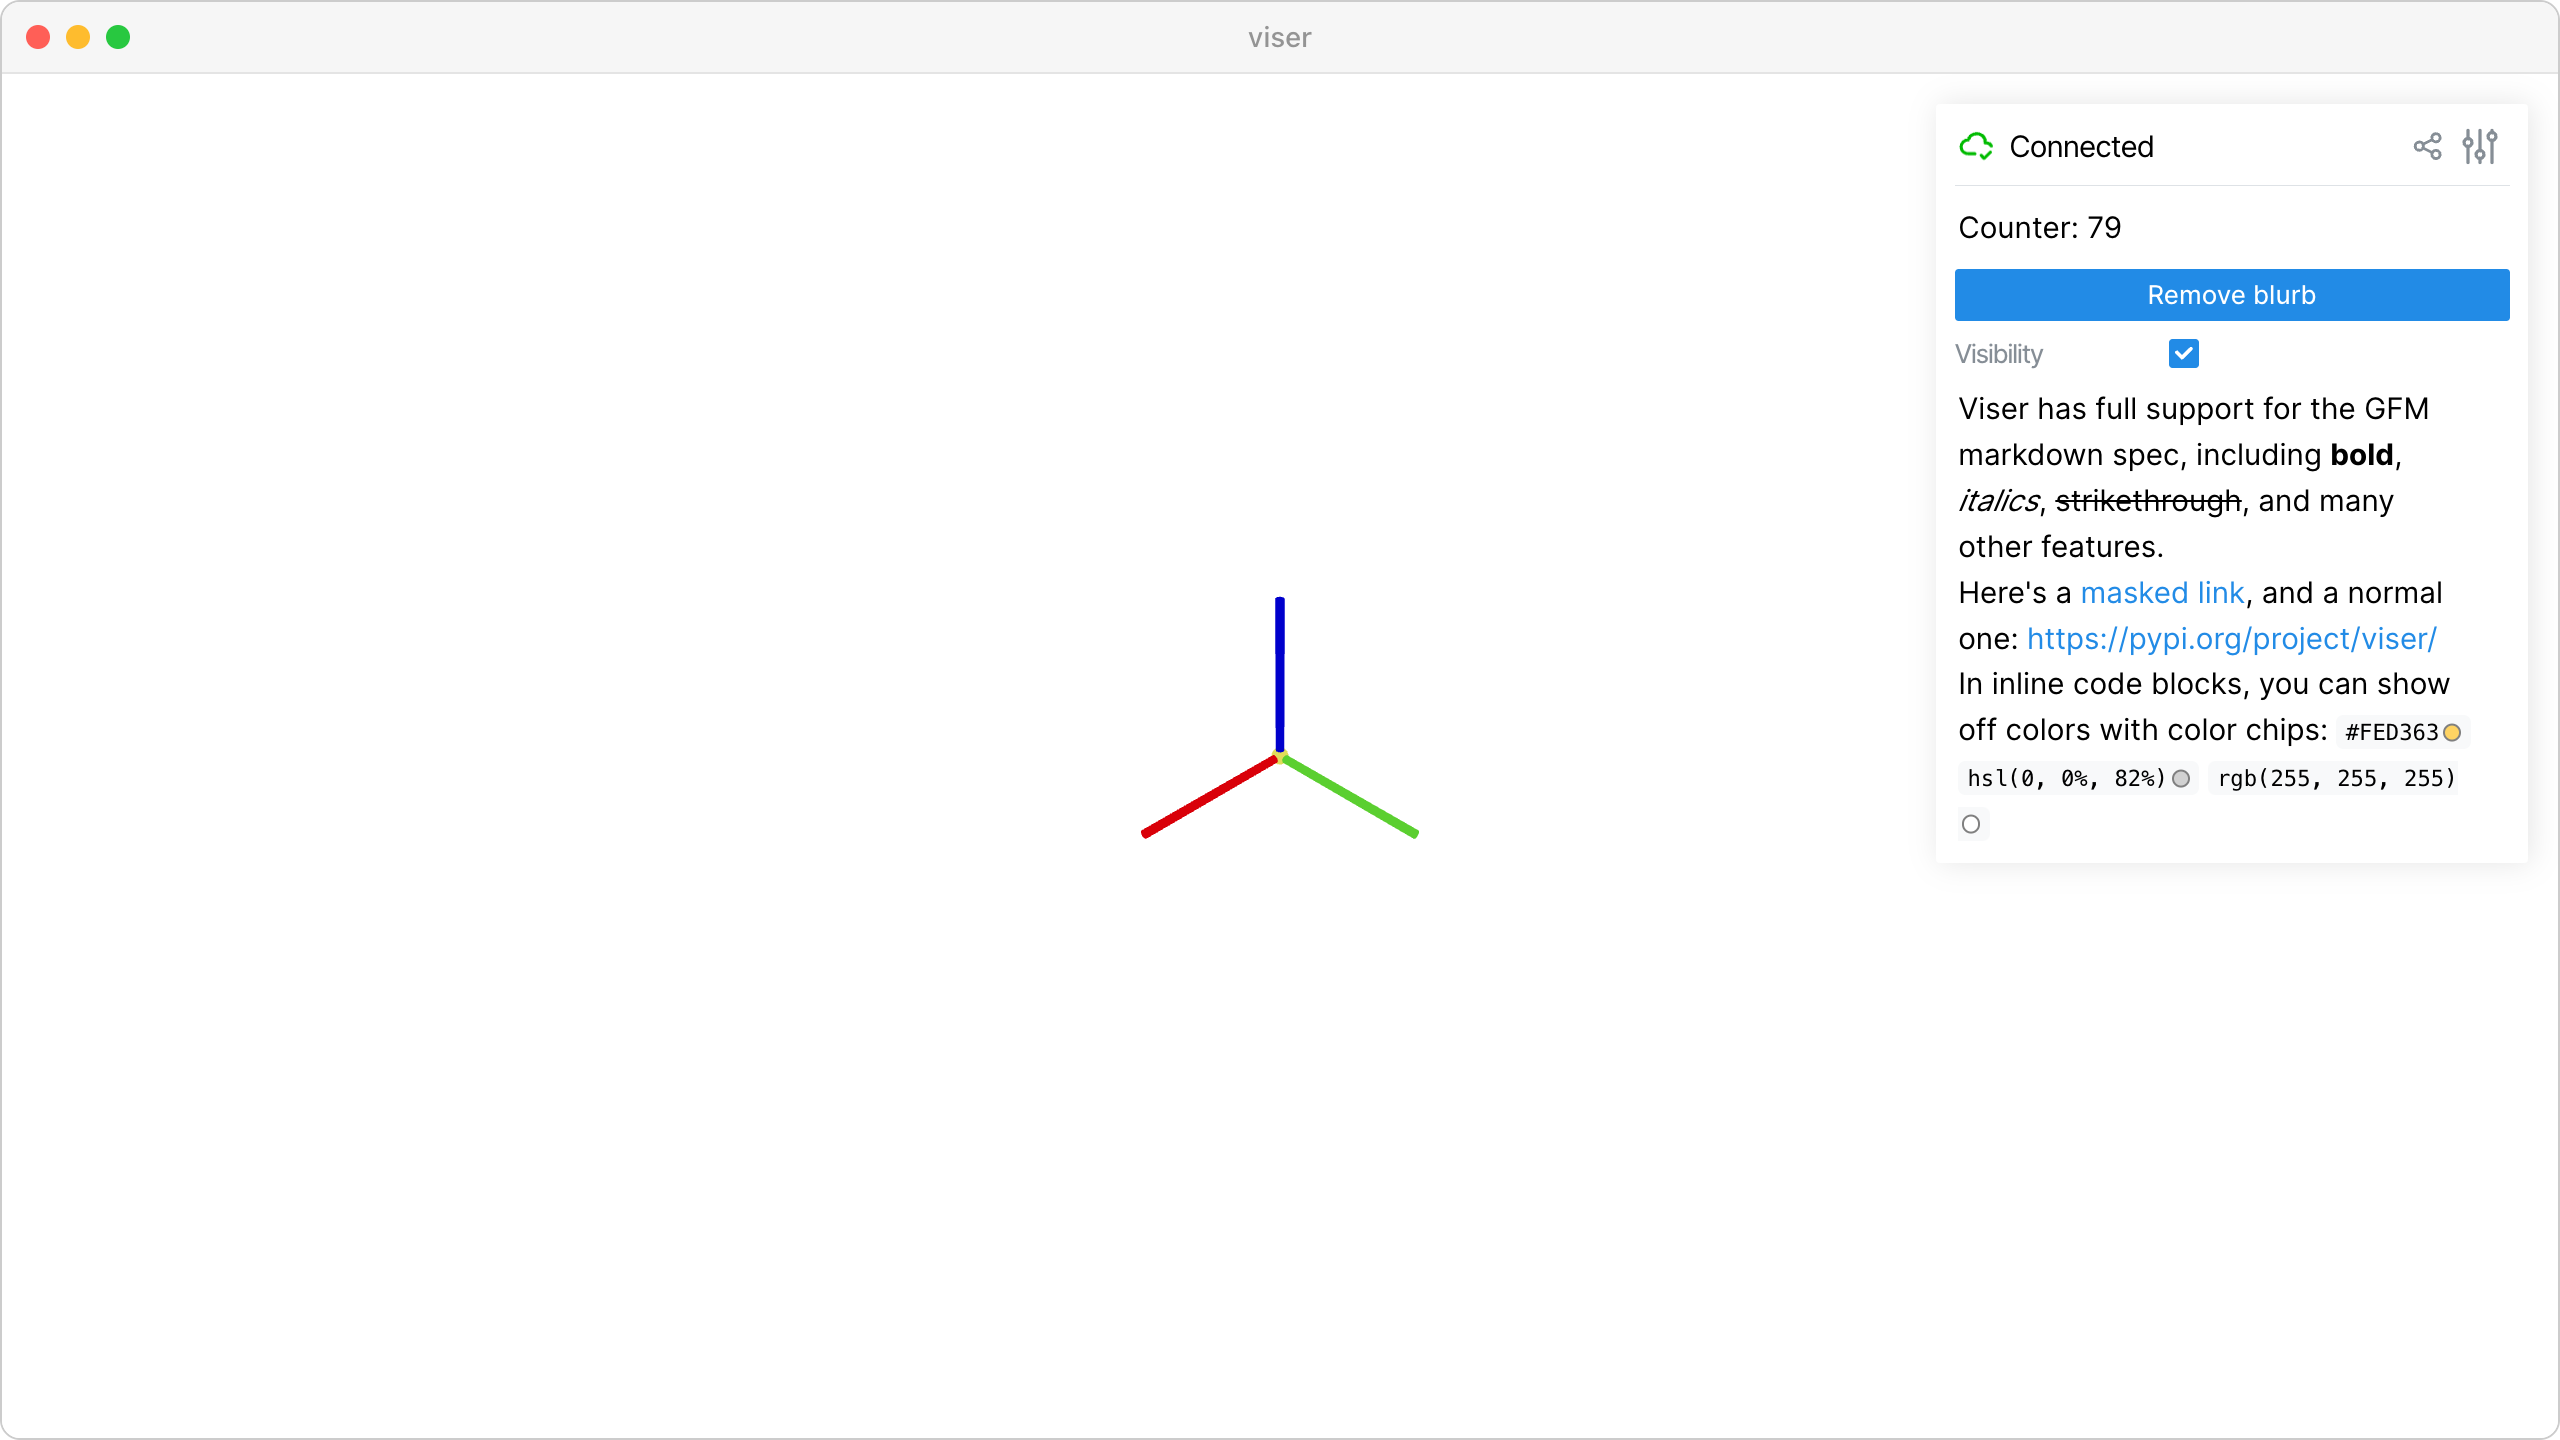 viser
Connected
Counter: 79
Remove blurb
Visibility
Viser has full support for the GFM
markdown spec, including bold,
italics, strikethrough, and many
other features.
Here's a masked link, and a normal
one: https://pypi.org/project/viser/
In inline code blocks, you can show
off colors with color chips: #FED363
hsl(0, 0%, 82%) rgb(255, 255, 255)